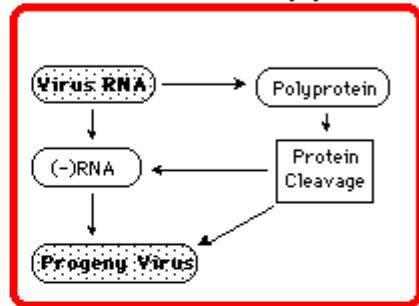 Virus RNA
Polyprotein
(-)RNA
Protein
Cleavage
Progeny Virus